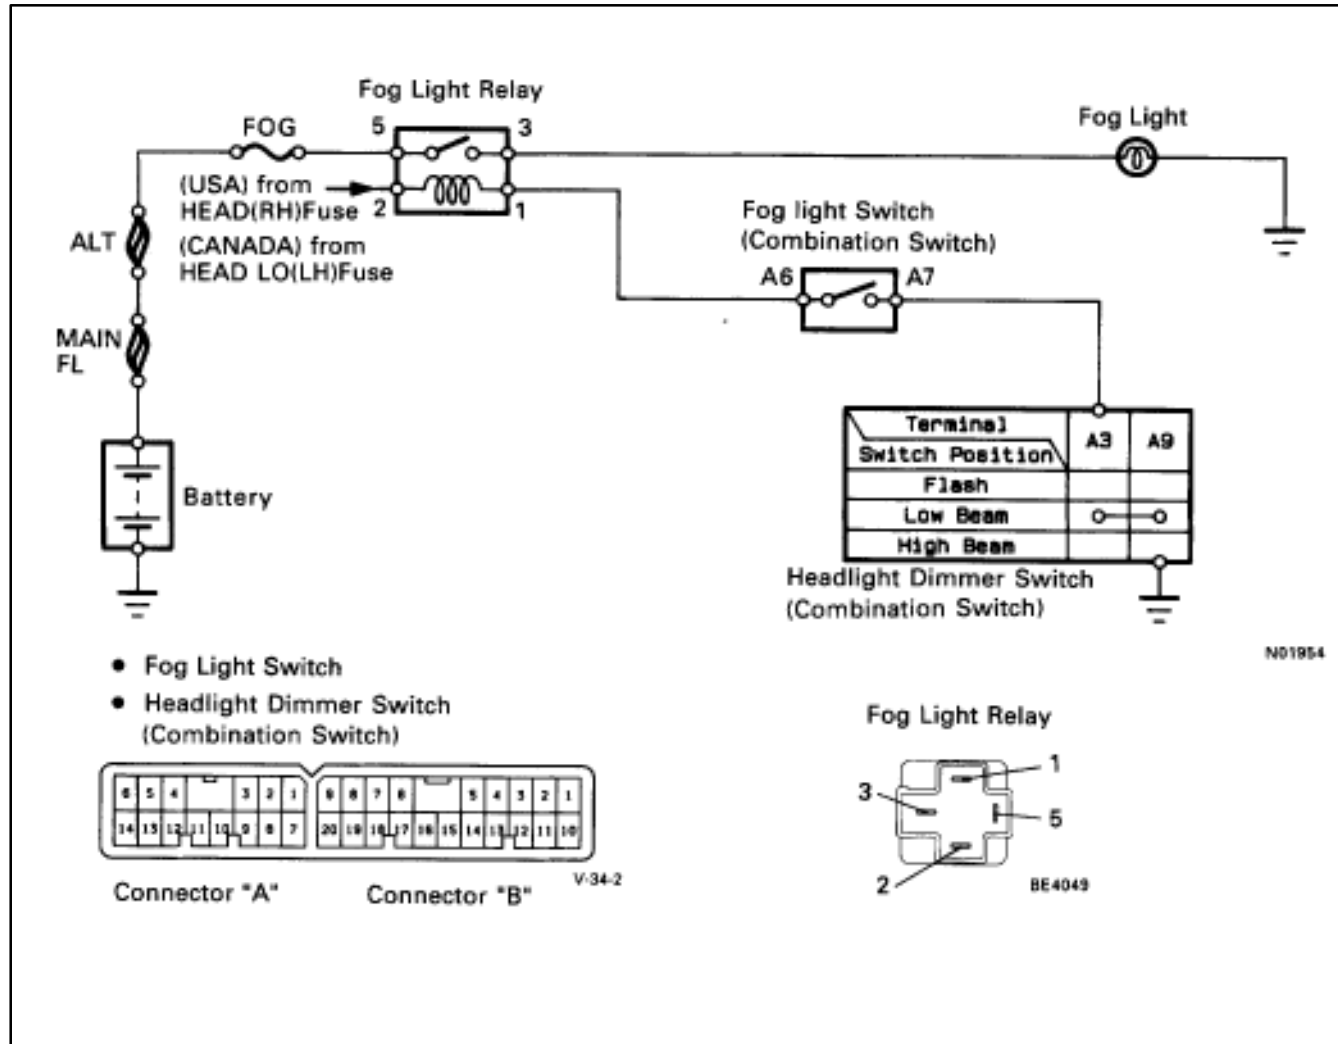 Fog Light Relay
FOG
5
3
Fog Light
(USA) from
HEAD(RH)Fuse
2
1
(CANADA) from
HEAD LO(LH)Fuse
ALT
Fog light Switch
(Combination Switch)
A6
A7
MAIN
FL
Battery
Terminal
A3
A9
Switch Position
Flash
Low Beam
High Beam
Headlight Dimmer Switch
(Combination Switch)
N01954
• Fog Light Switch
• Headlight Dimmer Switch
(Combination Switch)
6 5 4 3 2 1
14 13 12 11 10 9 8 7
9 8 7 6 5 4 3 2 1
20 19 18 17 16 15 14 13 12 11 10
Connector "A"
Connector "B"
V-34-2
Fog Light Relay
1
3
5
2
BE4049